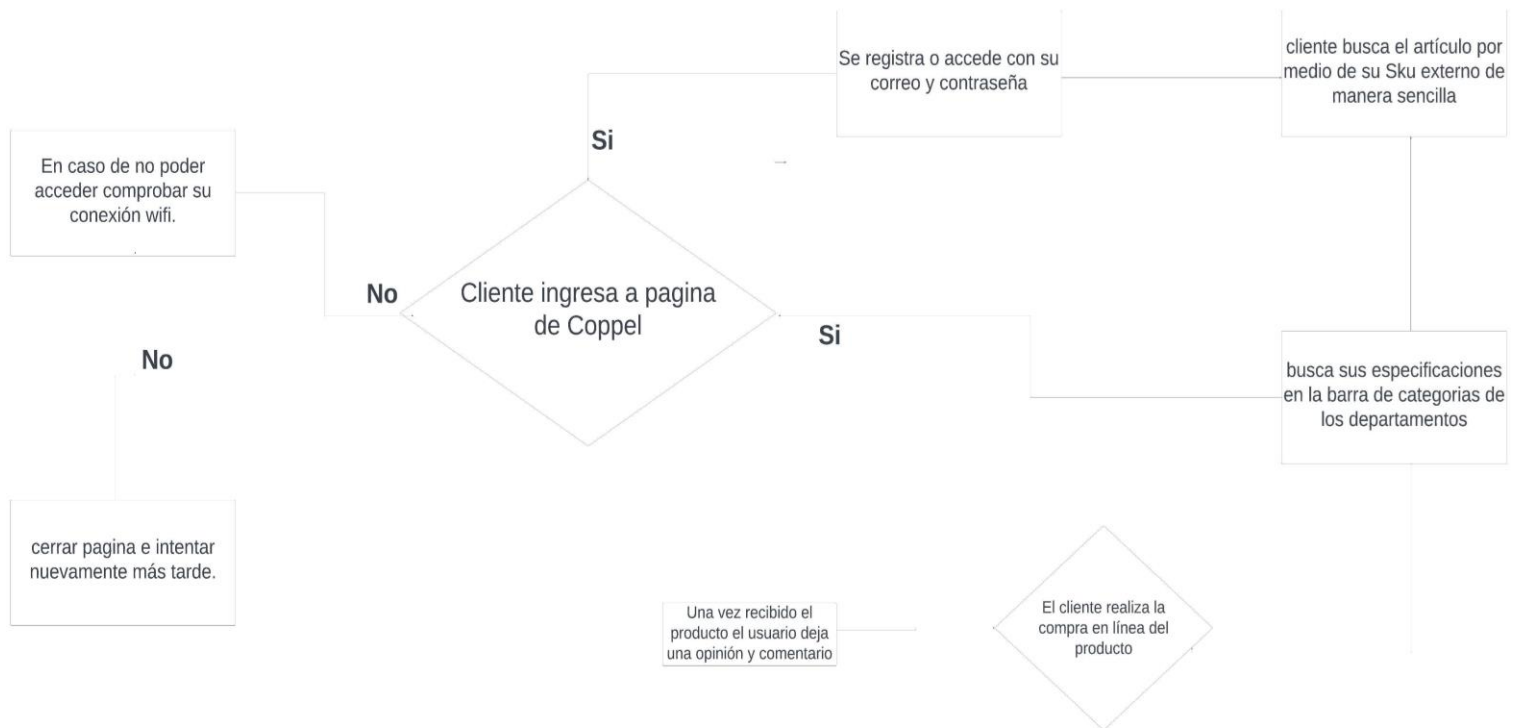 Se registra o accede con su
correo y contraseña
cliente busca el artículo por
medio de su Sku externo de
manera sencilla
Si
En caso de no poder
acceder comprobar su
conexión wifi.
No
Cliente ingresa a pagina
de Coppel
Si
No
busca sus especificaciones
en la barra de categorias de
los departamentos
cerrar pagina e intentar
nuevamente más tarde.
Una vez recibido el
producto el usuario deja
una opinión y comentario
El cliente realiza la
compra en línea del
producto